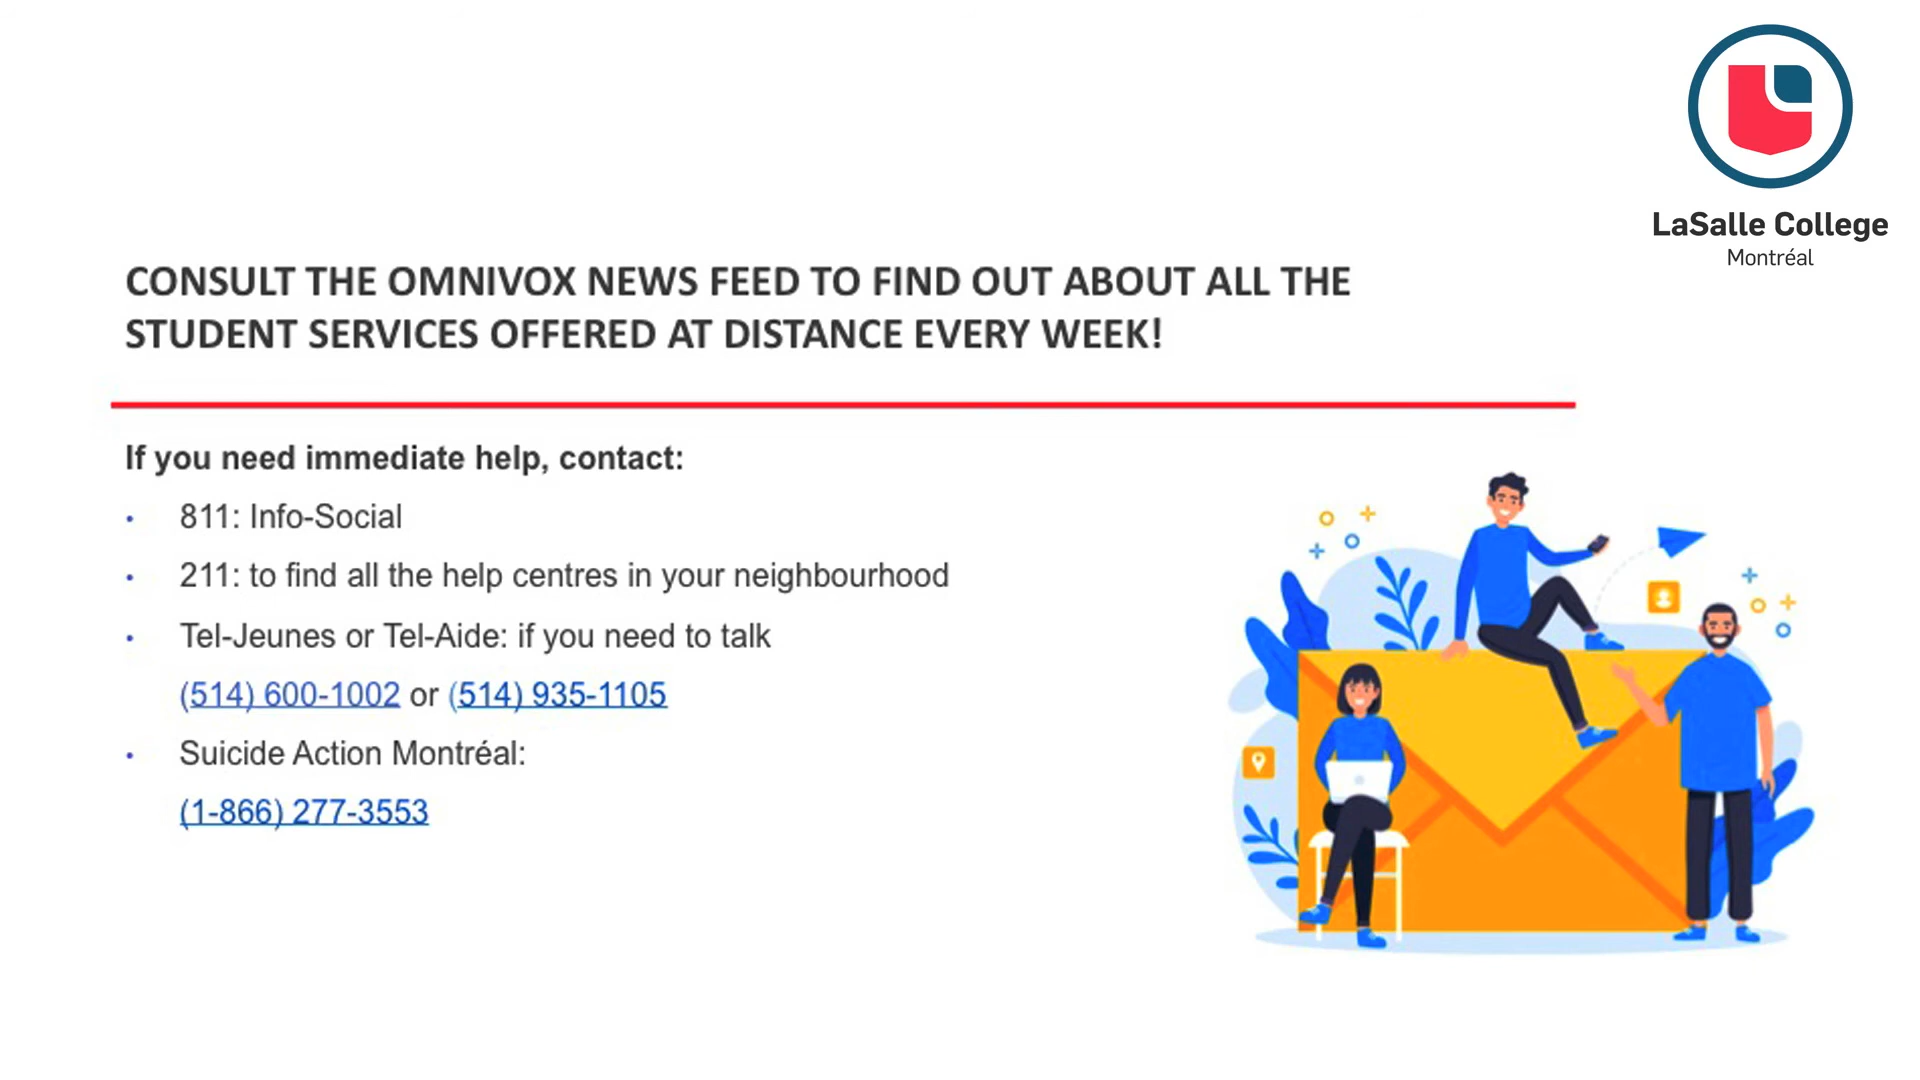 LaSalle College
Montréal
CONSULT THE OMNIVOX NEWS FEED TO FIND OUT ABOUT ALL THE
STUDENT SERVICES OFFERED AT DISTANCE EVERY WEEK!
If you need immediate help, contact:
• 811: Info-Social
• 211: to find all the help centres in your neighbourhood
• Tel-Jeunes or Tel-Aide: if you need to talk
(514) 600-1002 or (514) 935-1105
• Suicide Action Montréal:
(1-866) 277-3553